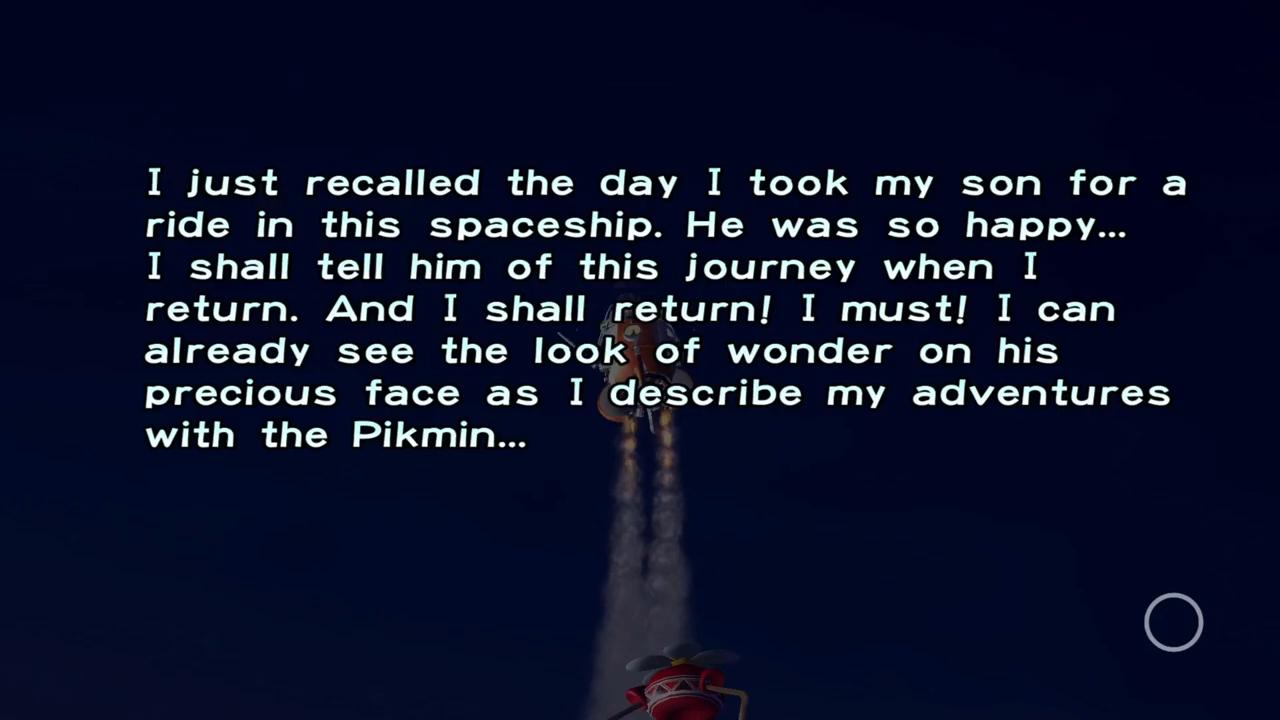 I just recalled the day I took my son for a
ride in this spaceship. He was so happy...
I shall tell him of this journey when I
return. And I shall return! I must! I can
already see the look of wonder on his
precious face as I describe my adventures
with the Pikmin...